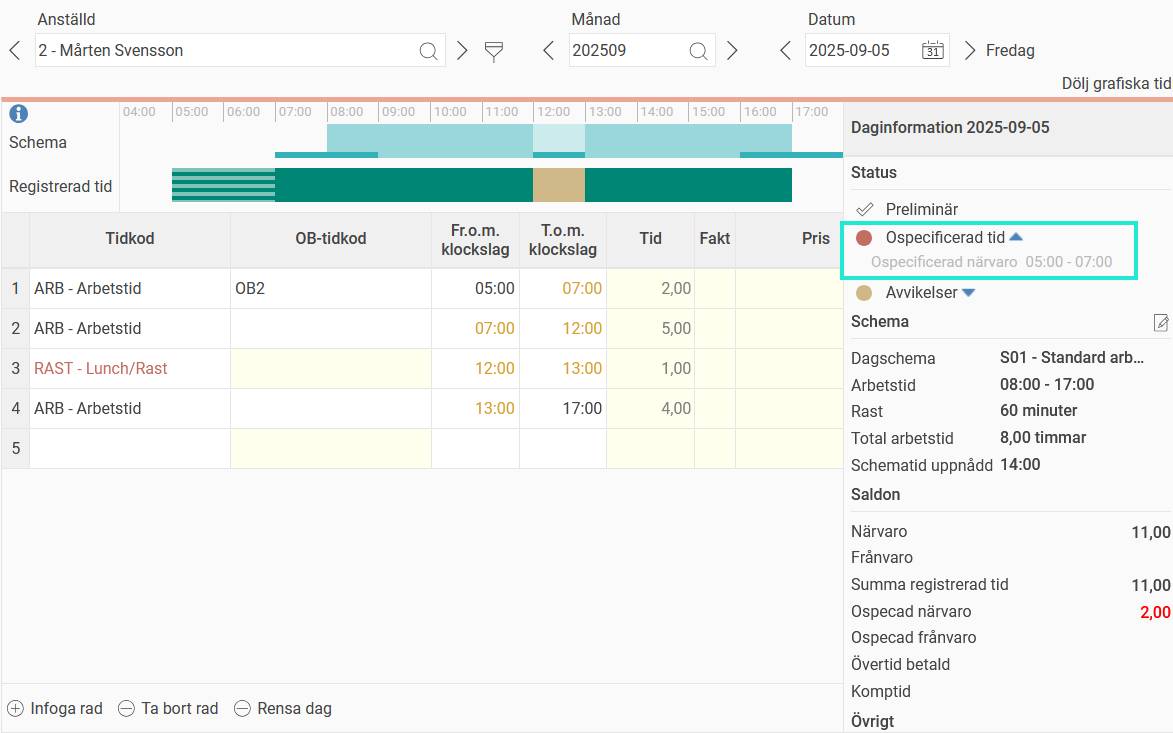 Anställd Månad Datum
2 - Mårten Svensson 202509 2025-09-05 31 Fredag
Dölj grafiska tid
04:00 05:00 06:00 07:00 08:00 09:00 10:00 11:00 12:00 13:00 14:00 15:00 16:00 17:00
Schema
Registrerad tid
Tidkod OB-tidkod Fr.o.m. klockslag T.o.m. klockslag Tid Fakt Pris
1 ARB - Arbetstid OB2 05:00 07:00 2,00
2 ARB - Arbetstid 07:00 12:00 5,00
3 RAST - Lunch/Rast 12:00 13:00 1,00
4 ARB - Arbetstid 13:00 17:00 4,00
5
Infoga rad Ta bort rad Rensa dag
Daginformation 2025-09-05
Status
Preliminär
Ospecificerad tid
Ospecificerad närvaro 05:00 - 07:00
Avvikelser
Schema
Dagschema S01 - Standard arb...
Arbetstid 08:00 - 17:00
Rast 60 minuter
Total arbetstid 8,00 timmar
Schematid uppnådd 14:00
Saldon
Närvaro 11,00
Frånvaro
Summa registrerad tid 11,00
Ospecad närvaro 2,00
Ospecad frånvaro
Övertid betald
Komptid
Övrigt